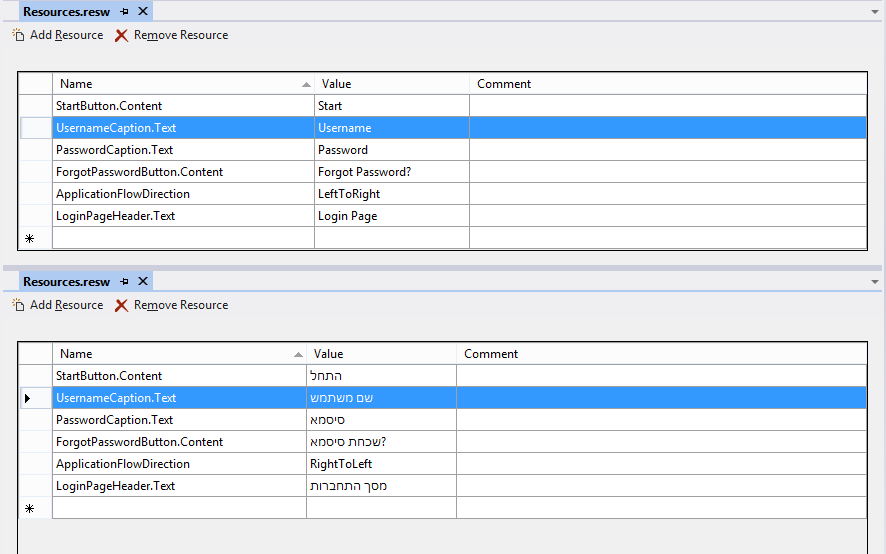 Resources.resw
Add Resource Remove Resource
Name Value Comment
StartButton.Content Start
UsernameCaption.Text Username
PasswordCaption.Text Password
ForgotPasswordButton.Content Forgot Password?
ApplicationFlowDirection LeftToRight
LoginPageHeader.Text Login Page
Resources.resw
Add Resource Remove Resource
Name Value Comment
StartButton.Content התחל
UsernameCaption.Text שם משתמש
PasswordCaption.Text סיסמא
ForgotPasswordButton.Content שכחת סיסמא?
ApplicationFlowDirection RightToLeft
LoginPageHeader.Text מסך התחברות